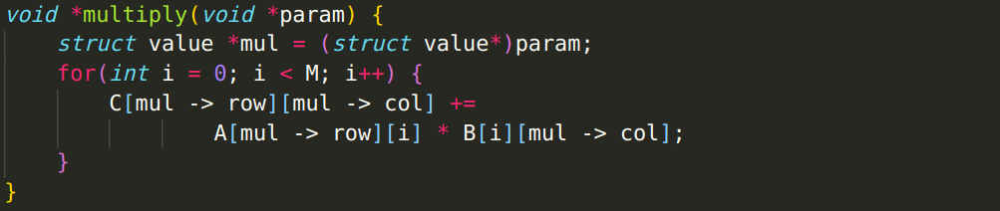 void *multiply(void *param) {
    struct value *mul = (struct value*)param;
    for(int i = 0; i < M; i++) {
        C[mul -> row][mul -> col] +=
                A[mul -> row][i] * B[i][mul -> col];
    }
}